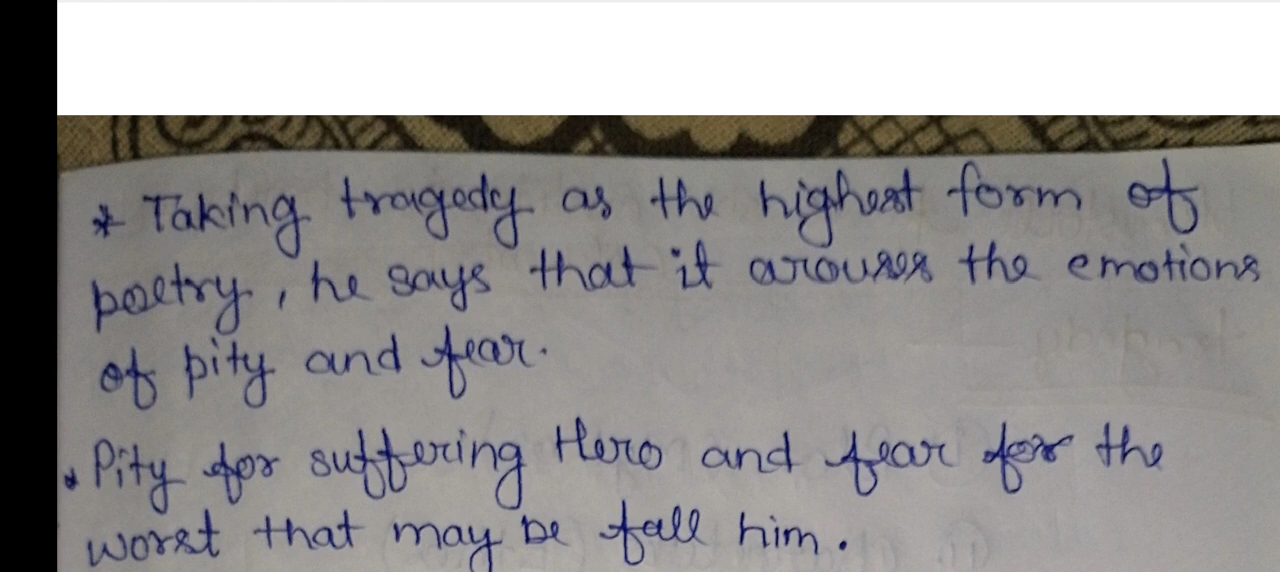 * Taking tragedy as the highest form of
poetry, he says that it arouses the emotions
of pity and fear.
* Pity for suffering Hero and fear for the
worst that may be fall him.